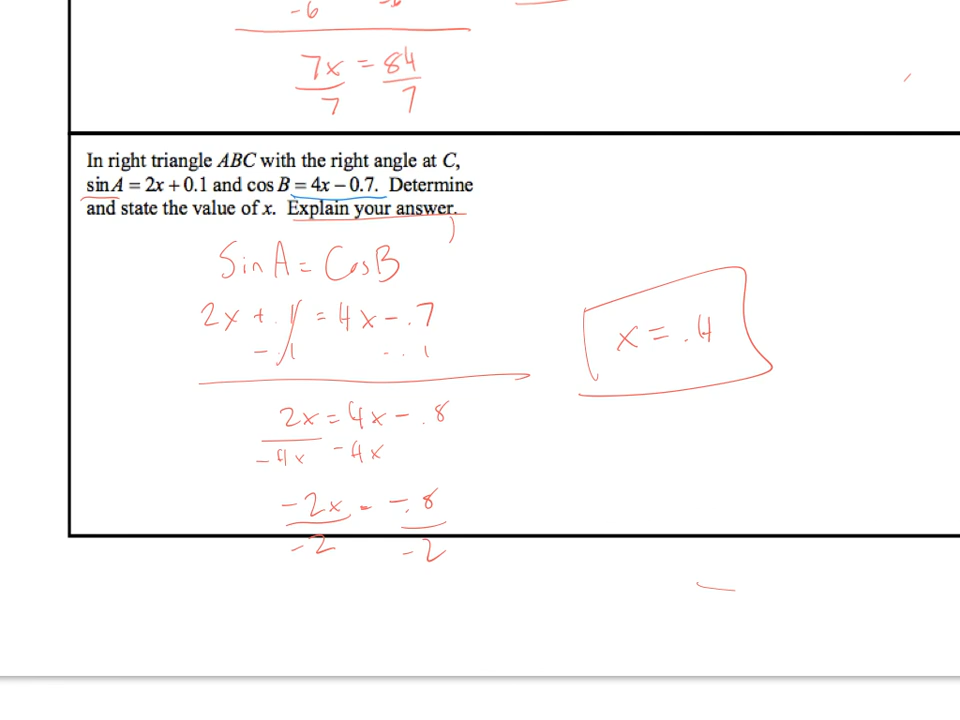 -6
7x = 84
7 7
In right triangle ABC with the right angle at C,
sin A = 2x + 0.1 and cos B = 4x – 0.7. Determine
and state the value of x. Explain your answer.
Sin A = Cos B
2x + .1 = 4x - .7
- .1 - .1
2x = 4x - .8
-4x -4x
-2x = -.8
-2 -2
x = .4